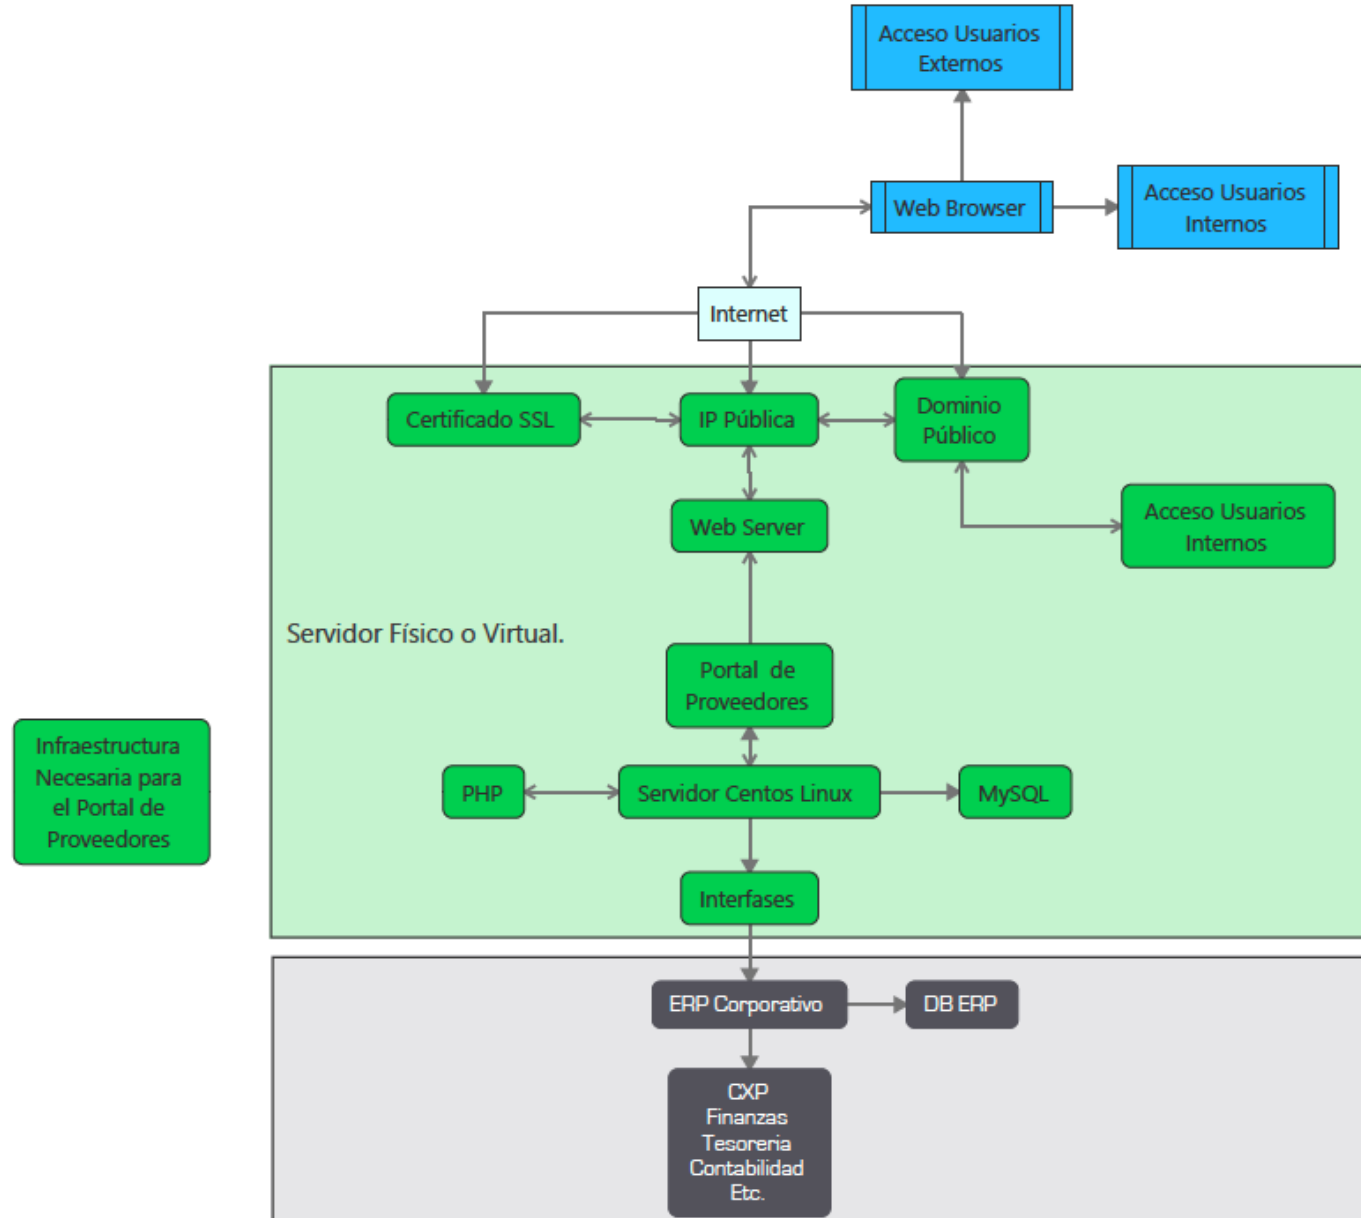 Acceso Usuarios
Externos
Web Browser
Acceso Usuarios
Internos
Internet
Certificado SSL
IP Pública
Dominio
Público
Web Server
Acceso Usuarios
Internos
Servidor Físico o Virtual.
Portal de
Proveedores
Infraestructura
Necesaria para
el Portal de
Proveedores
PHP
Servidor Centos Linux
MySQL
Interfases
ERP Corporativo
DB ERP
CXP
Finanzas
Tesoreria
Contabilidad
Etc.